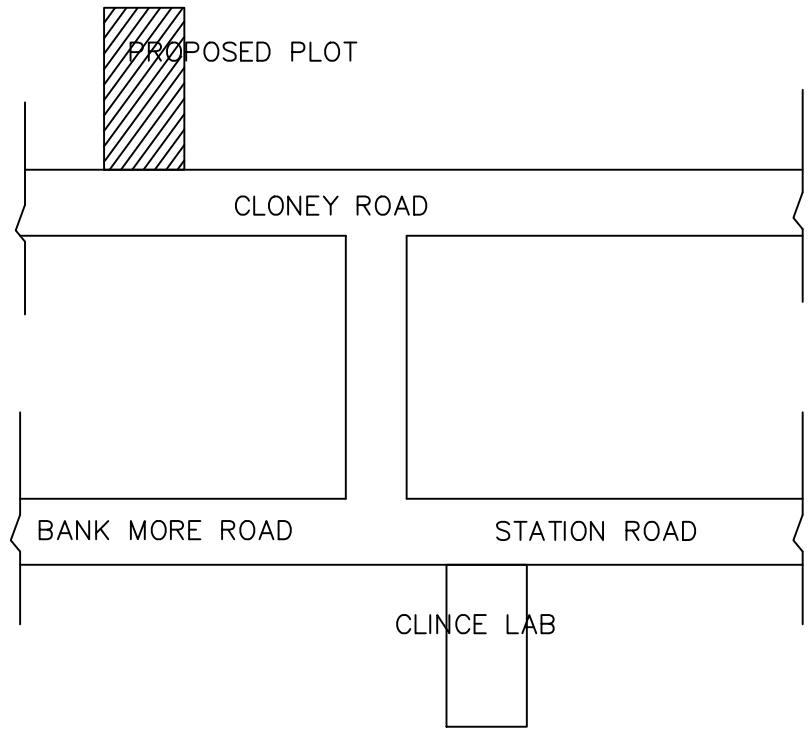 PROPOSED PLOT
CLONEY ROAD
BANK MORE ROAD
STATION ROAD
CLINCE LAB